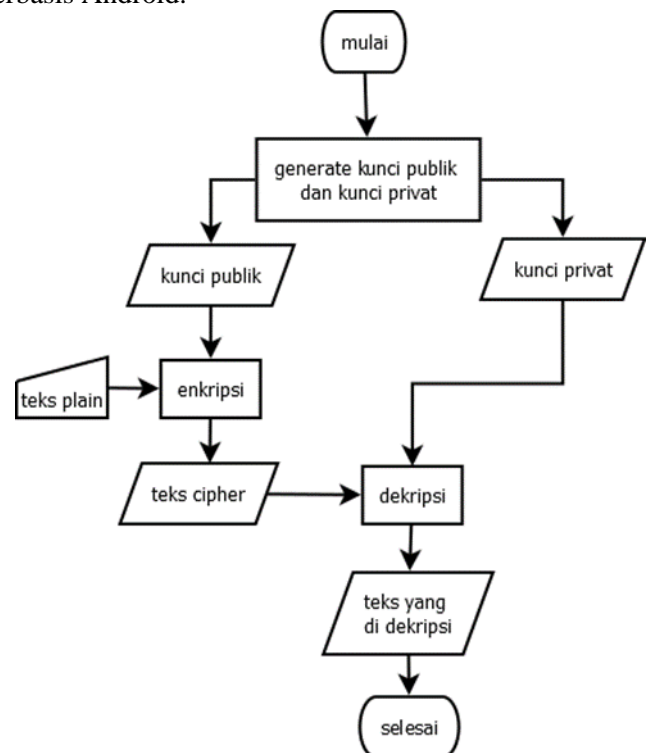 erbasis Android.
mulai
generate kunci publik
dan kunci privat
kunci publik
kunci privat
teks plain
enkripsi
teks cipher
dekripsi
teks yang
di dekripsi
selesai